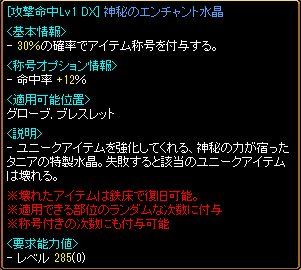 [攻撃命中Lv1 DX] 神秘のエンチャント水晶
<基本情報>
- 30%の確率でアイテム称号を付与する。
<称号オプション情報>
- 命中率 +12%
<適用可能位置>
グローブ, ブレスレット
<説明>
- ユニークアイテムを強化してくれる、神秘の力が宿った
タニアの特製水晶。失敗すると該当のユニークアイテム
は壊れる。
※壊れたアイテムは鉄床で復旧可能。
※適用できる部位のランダムな次数に付与
※称号付きの次数にも付与可能
<要求能力値>
- レベル 285(0)